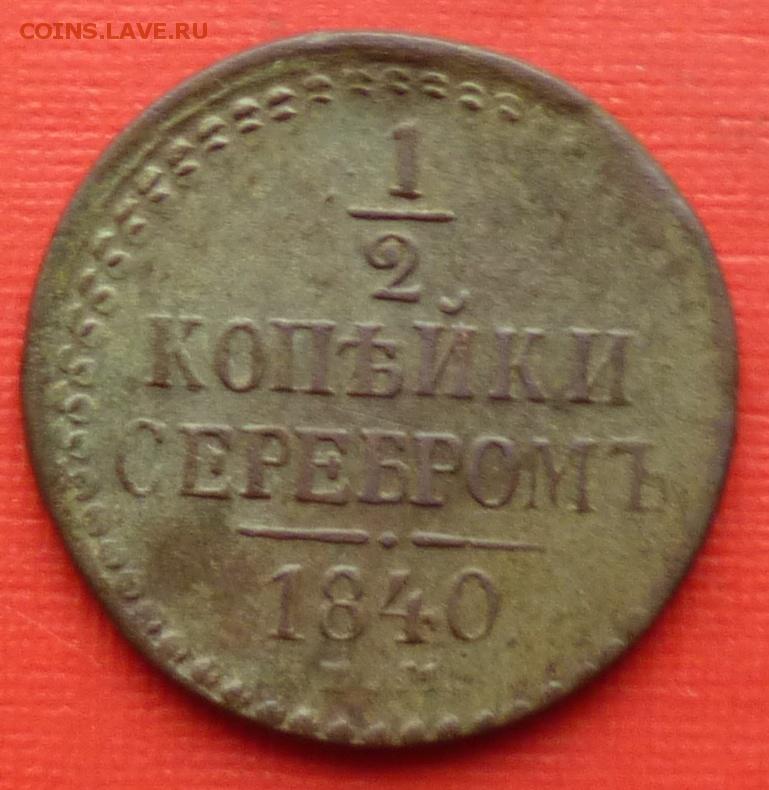 COINS.LAVE.RU
1
2
КОПѢЙКИ
СЕРЕБРОМЪ
1840